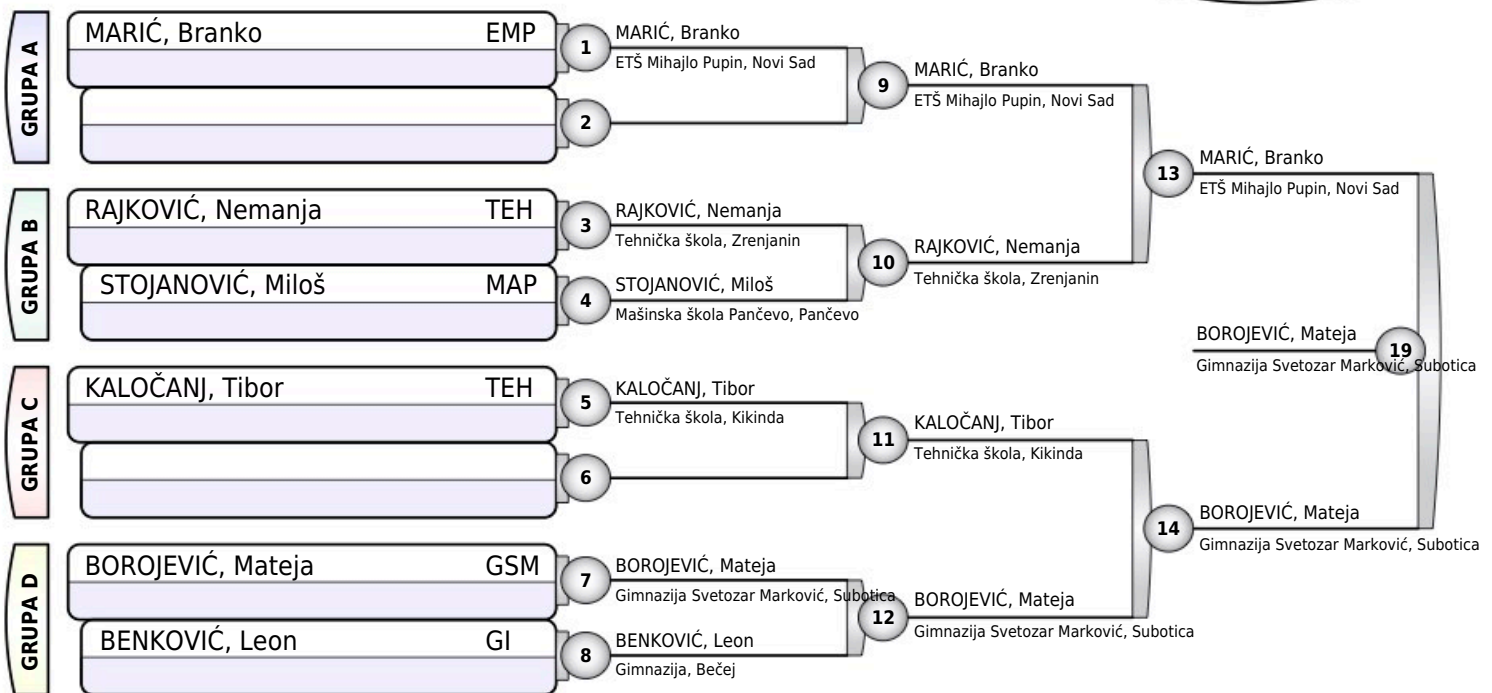 GRUPA A
MARIĆ, Branko EMP
1
MARIĆ, Branko
ETŠ Mihajlo Pupin, Novi Sad
2
9
MARIĆ, Branko
ETŠ Mihajlo Pupin, Novi Sad
13
MARIĆ, Branko
ETŠ Mihajlo Pupin, Novi Sad
GRUPA B
RAJKOVIĆ, Nemanja TEH
3
RAJKOVIĆ, Nemanja
Tehnička škola, Zrenjanin
STOJANOVIĆ, Miloš MAP
4
STOJANOVIĆ, Miloš
Mašinska škola Pančevo, Pančevo
10
RAJKOVIĆ, Nemanja
Tehnička škola, Zrenjanin
BOROJEVIĆ, Mateja
19
Gimnazija Svetozar Marković, Subotica
GRUPA C
KALOČANJ, Tibor TEH
5
KALOČANJ, Tibor
Tehnička škola, Kikinda
6
11
KALOČANJ, Tibor
Tehnička škola, Kikinda
14
BOROJEVIĆ, Mateja
Gimnazija Svetozar Marković, Subotica
GRUPA D
BOROJEVIĆ, Mateja GSM
7
BOROJEVIĆ, Mateja
Gimnazija Svetozar Marković, Subotica
BENKOVIĆ, Leon GI
8
BENKOVIĆ, Leon
Gimnazija, Bečej
12
BOROJEVIĆ, Mateja
Gimnazija Svetozar Marković, Subotica